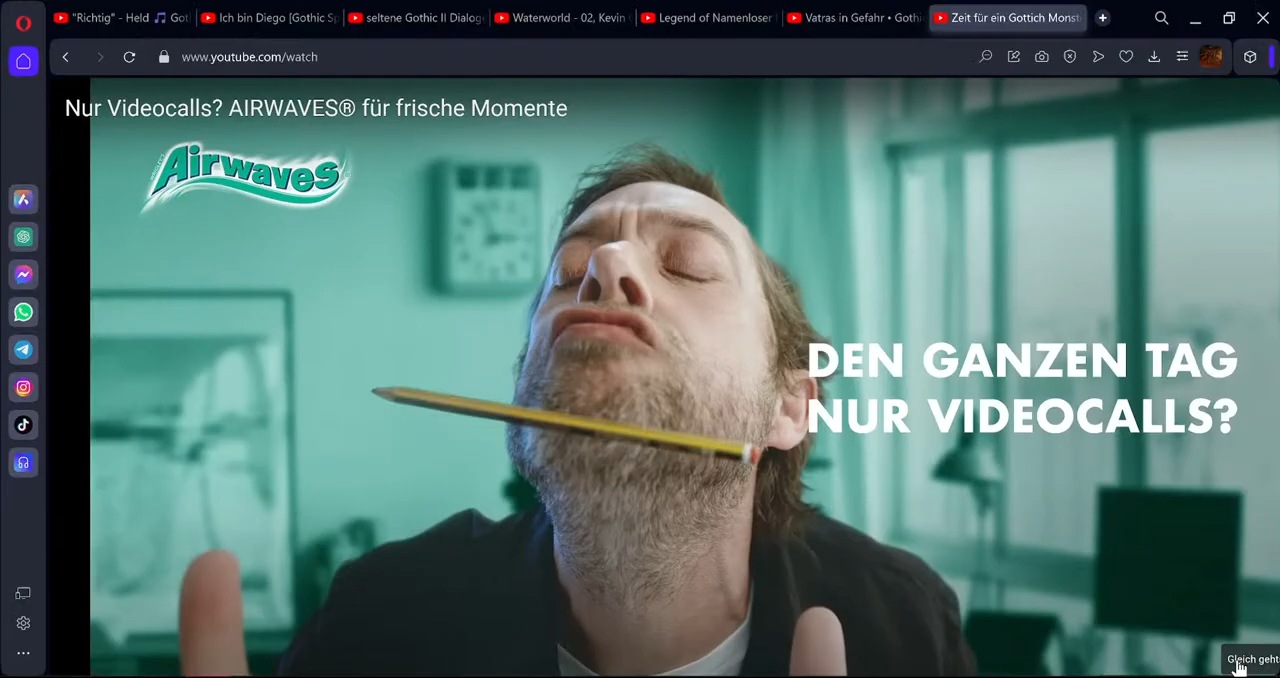 "Richtig" - Held 🎵 Got
Ich bin Diego [Gothic Sp
seltene Gothic II Dialoge
Waterworld - 02, Kevin
Legend of Namenloser
Vatras in Gefahr • Gothi
Zeit für ein Gottich Monst
www.youtube.com/watch
Nur Videocalls? AIRWAVES® für frische Momente
Airwaves
DEN GANZEN TAG
NUR VIDEOCALLS?
Gleich geht